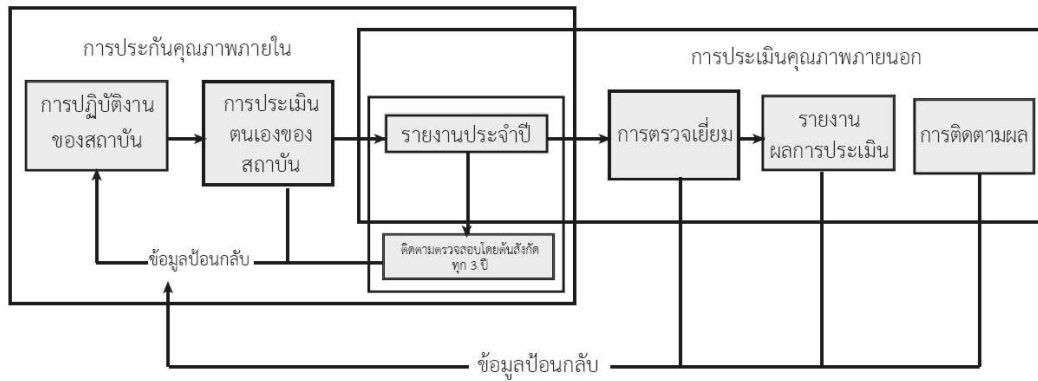 การประกันคุณภาพภายใน
การประเมินคุณภาพภายนอก
การปฏิบัติงาน
ของสถาบัน
การประเมิน
ตนเองของ
สถาบัน
รายงานประจำปี
การตรวจเยี่ยม
รายงาน
ผลการประเมิน
การติดตามผล
ติดตามตรวจสอบโดยต้นสังกัด
ทุก 3 ปี
ข้อมูลป้อนกลับ
ข้อมูลป้อนกลับ